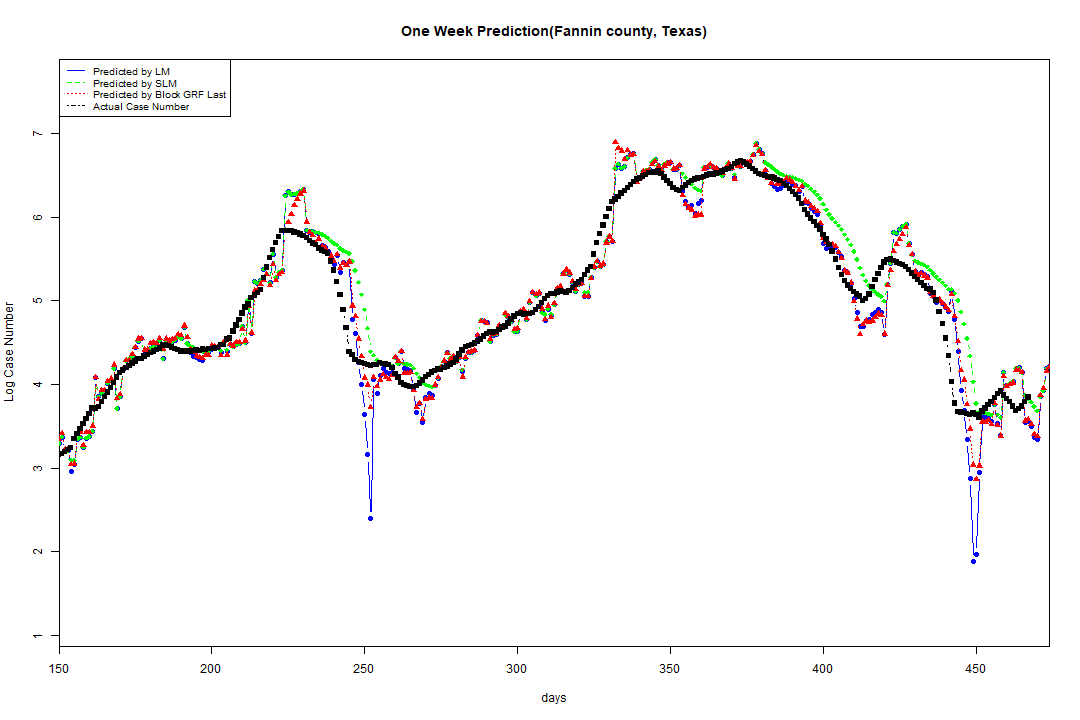 One Week Prediction(Fannin county, Texas)
Predicted by LM
Predicted by SLM
Predicted by Block GRF Last
Actual Case Number
7
6
5
4
3
2
1
Log Case Number
150 200 250 300 350 400 450
days